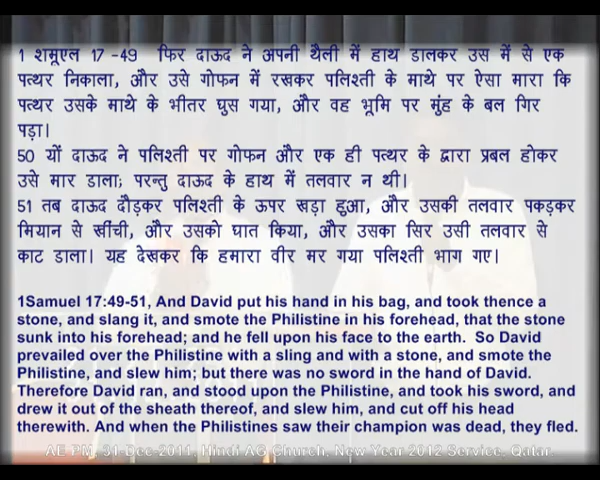 1 शमूएल 17 -49 फिर दाऊद ने अपनी थैली में हाथ डालकर उस में से एक
पत्थर निकाला, और उसे गोफन में रखकर पलिश्ती के माथे पर ऐसा मारा कि
पत्थर उसके माथे के भीतर घुस गया, और वह भूमि पर मुंह के बल गिर
पड़ा।
50 यों दाऊद ने पलिश्ती पर गोफन और एक ही पत्थर के द्वारा प्रबल होकर
उसे मार डाला; परन्तु दाऊद के हाथ में तलवार न थी।
51 तब दाऊद दौड़कर पलिश्ती के ऊपर खड़ा हुआ, और उसकी तलवार पकड़कर
मियान से खींची, और उसको घात किया, और उसका सिर उसी तलवार से
काट डाला। यह देखकर कि हमारा वीर मर गया पलिश्ती भाग गए।
1Samuel 17:49-51, And David put his hand in his bag, and took thence a
stone, and slang it, and smote the Philistine in his forehead, that the stone
sunk into his forehead; and he fell upon his face to the earth. So David
prevailed over the Philistine with a sling and with a stone, and smote the
Philistine, and slew him; but there was no sword in the hand of David.
Therefore David ran, and stood upon the Philistine, and took his sword, and
drew it out of the sheath thereof, and slew him, and cut off his head
therewith. And when the Philistines saw their champion was dead, they fled.
AE PM, 31-Dec-2011, Hindi AG Church, New Year 2012 Service, Qatar.